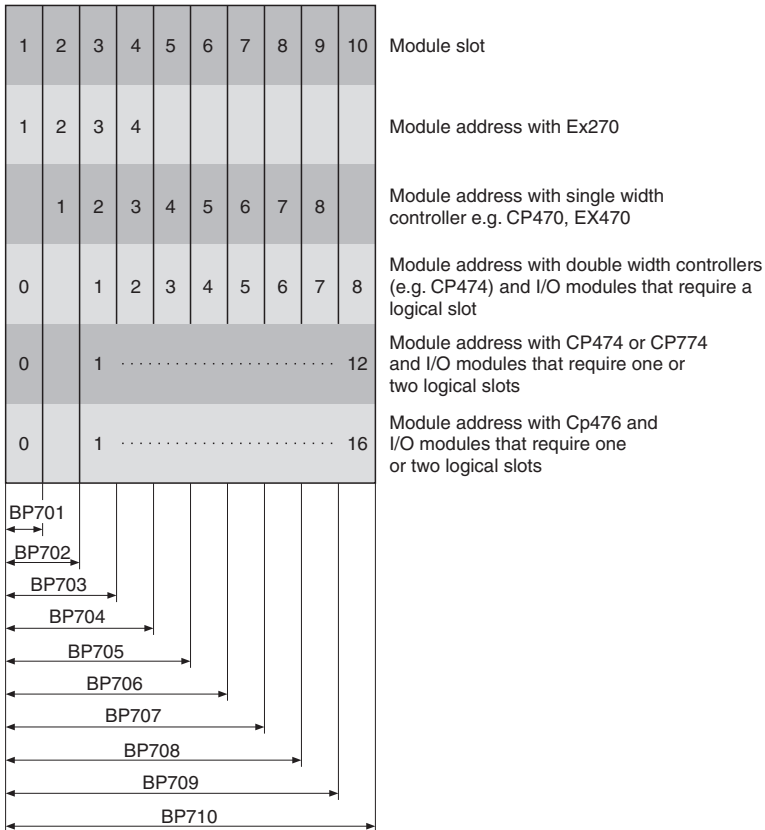 1 2 3 4 5 6 7 8 9 10 Module slot
1 2 3 4 Module address with Ex270
1 2 3 4 5 6 7 8 Module address with single width
controller e.g. CP470, EX470
0 1 2 3 4 5 6 7 8 Module address with double width controllers
(e.g. CP474) and I/O modules that require a
logical slot
0 1 ........................ 12 Module address with CP474 or CP774
and I/O modules that require one or
two logical slots
0 1 ........................ 16 Module address with Cp476 and
I/O modules that require one
or two logical slots
BP701
BP702
BP703
BP704
BP705
BP706
BP707
BP708
BP709
BP710